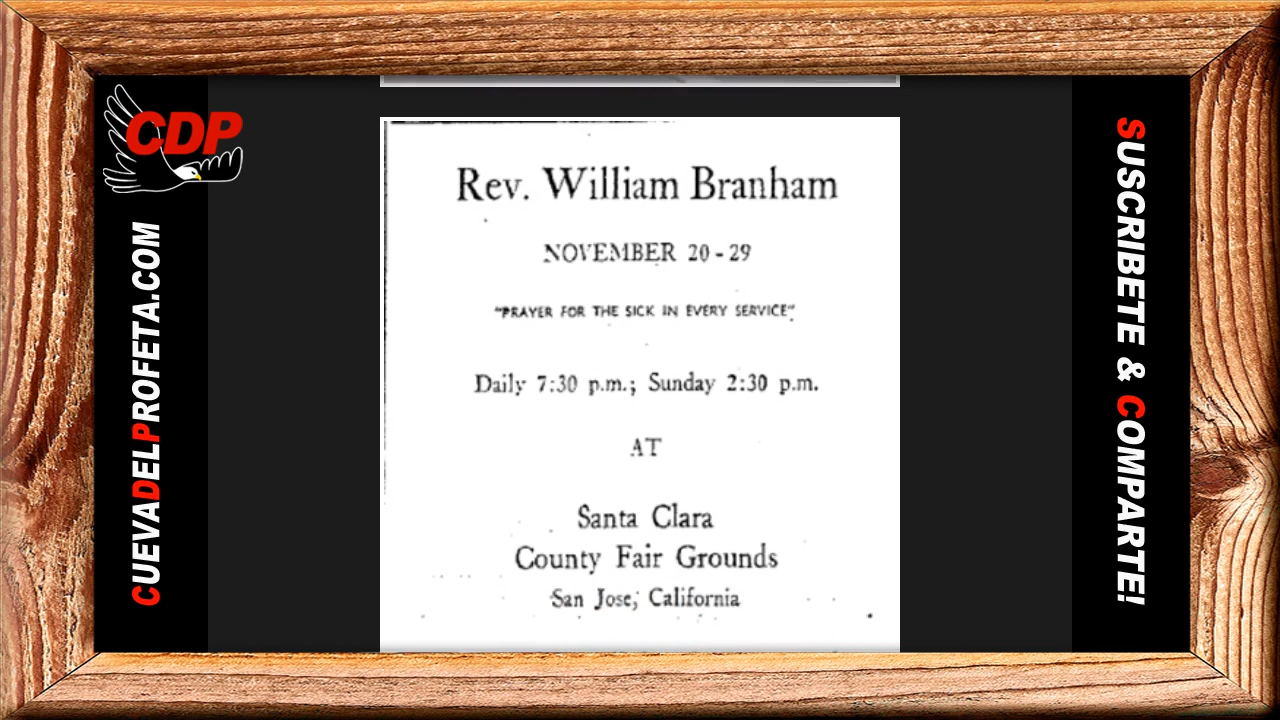 CDP
CUEVADELPROFETA.COM
Rev. William Branham
NOVEMBER 20 - 29
"PRAYER FOR THE SICK IN EVERY SERVICE"
Daily 7:30 p.m.; Sunday 2:30 p.m.
AT
Santa Clara
County Fair Grounds
San Jose, California
SUSCRIBETE & COMPARTE!